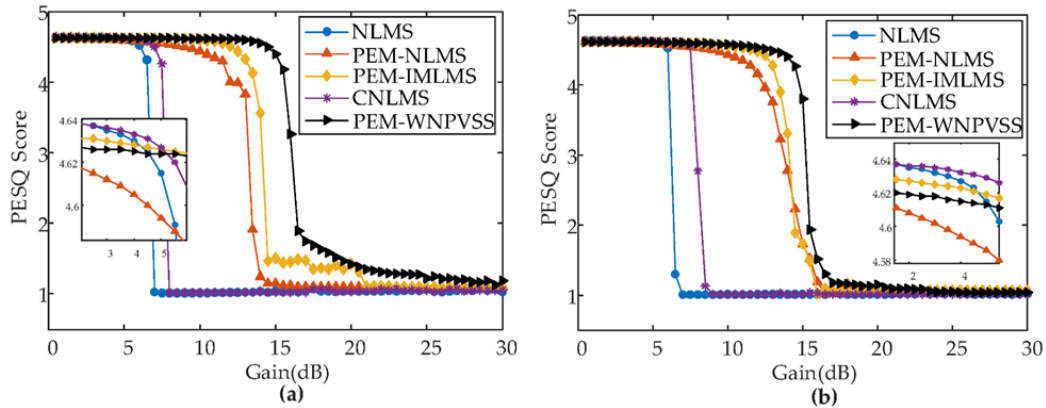 5
4
3
2
1
PESQ Score
NLMS
PEM-NLMS
PEM-IMLMS
CNLMS
PEM-WNPVSS
4.64
4.62
4.6
3
4
5
0
5
10
15
20
25
30
Gain(dB)
(a)
5
4
3
2
1
PESQ Score
NLMS
PEM-NLMS
PEM-IMLMS
CNLMS
PEM-WNPVSS
4.64
4.62
4.6
4.58
2
4
0
5
10
15
20
25
30
Gain(dB)
(b)